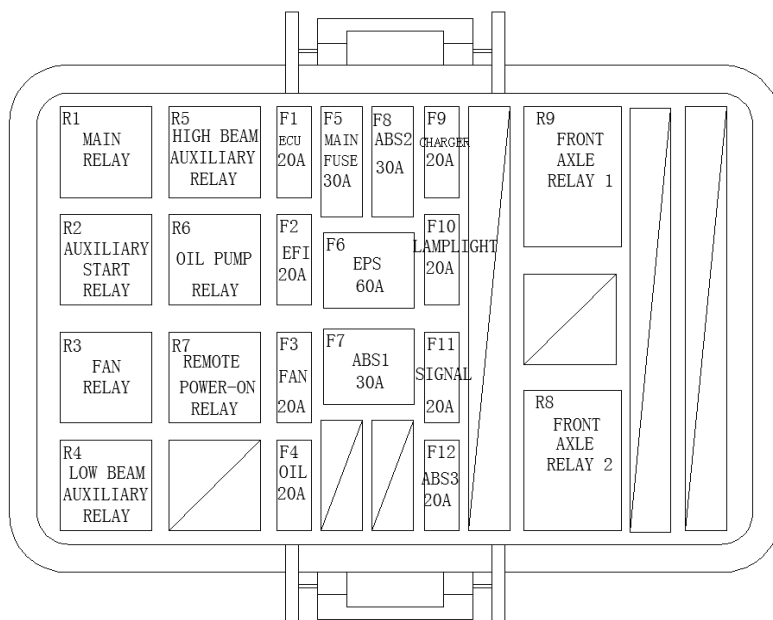 R1
MAIN
RELAY
R5
HIGH BEAM
AUXILIARY
RELAY
F1
ECU
20A
F5
MAIN
FUSE
30A
F8
ABS2
30A
F9
CHARGER
20A
R9
FRONT
AXLE
RELAY 1
R2
AUXILIARY
START
RELAY
R6
OIL PUMP
RELAY
F2
EFI
20A
F6
EPS
60A
F10
LAMPLIGHT
20A
R3
FAN
RELAY
R7
REMOTE
POWER-ON
RELAY
F3
FAN
20A
F7
ABS1
30A
F11
SIGNAL
20A
R8
FRONT
AXLE
RELAY 2
R4
LOW BEAM
AUXILIARY
RELAY
F4
OIL
20A
F12
ABS3
20A